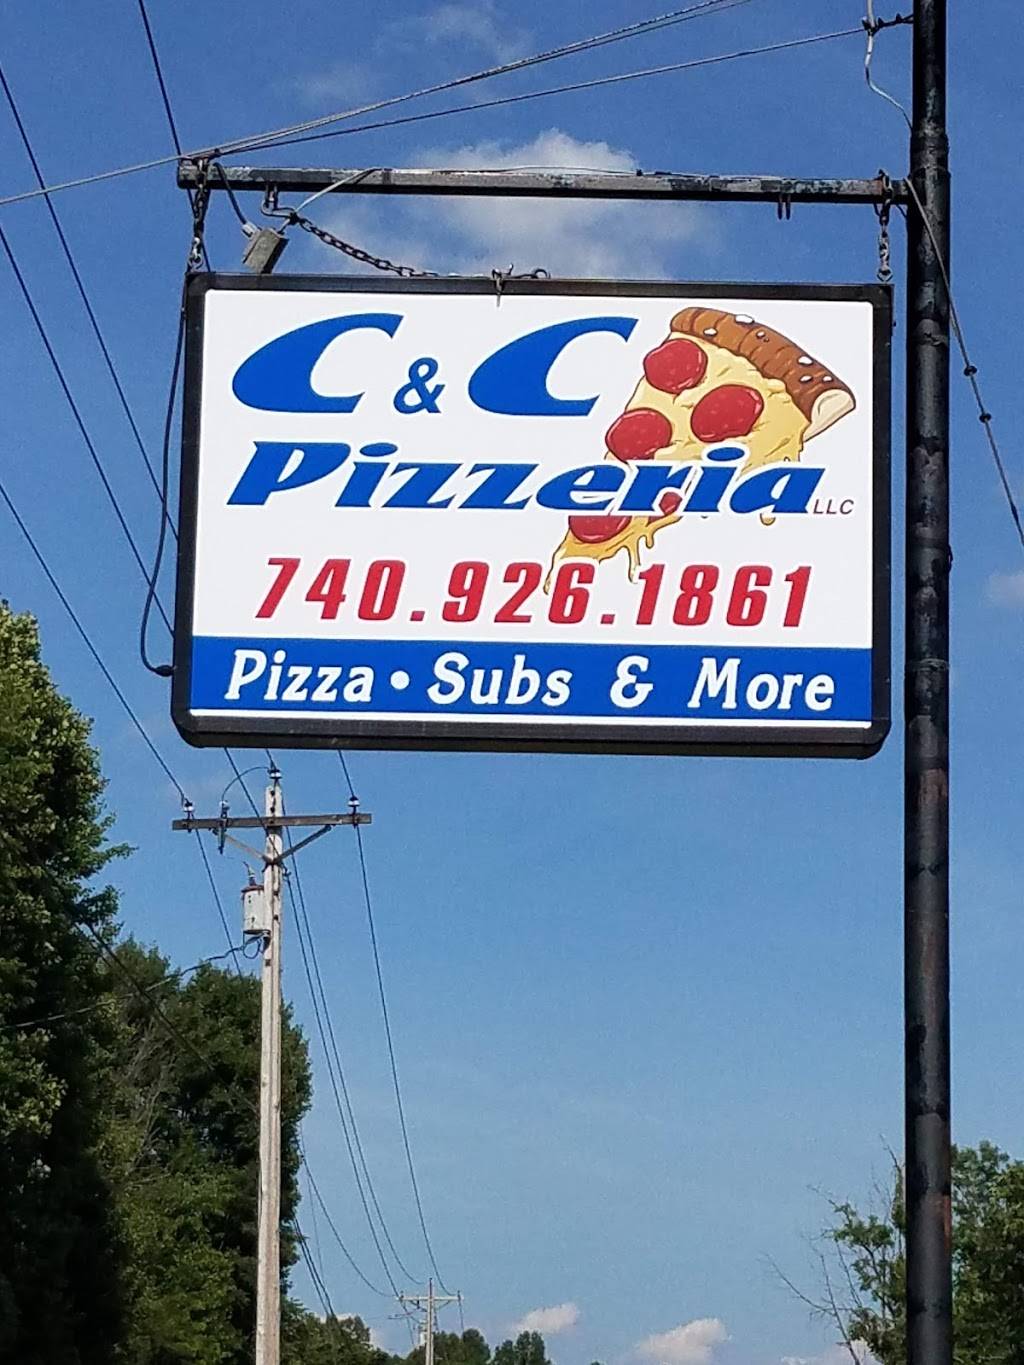 C & C
Pizzeria LLC
740.926.1861
Pizza • Subs & More